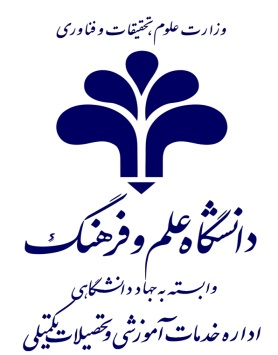 وزارت علوم، تحقیقات و فناوری
دانشگاه علم و فرهنگ
وابسته به جهاد دانشگاهی
اداره خدمات آموزشی و تحصیلات تکمیلی